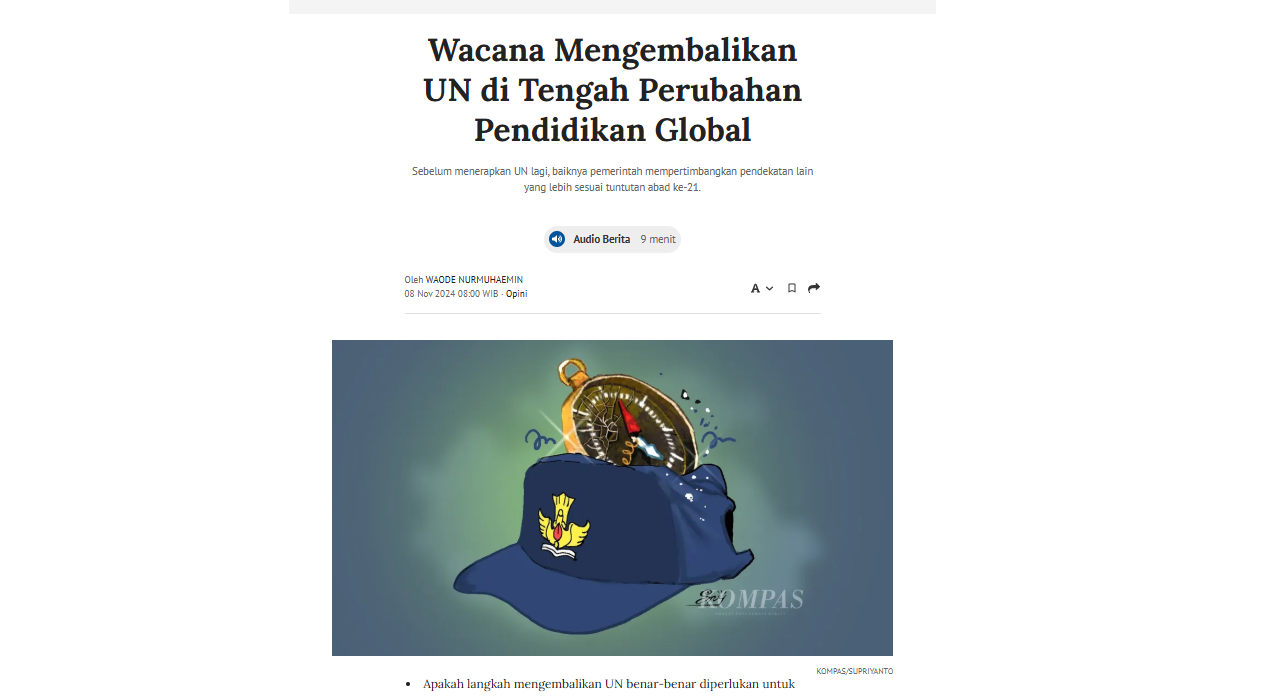 Wacana Mengembalikan
UN di Tengah Perubahan
Pendidikan Global
Sebelum menerapkan UN lagi, baiknya pemerintah mempertimbangkan pendekatan lain
yang lebih sesuai tuntutan abad ke-21.
Audio Berita 9 menit
Oleh WAODE NURMUHAEMIN
08 Nov 2024 08:00 WIB · Opini
A
KOMPAS
KOMPAS/SUPRIYANTO
• Apakah langkah mengembalikan UN benar-benar diperlukan untuk